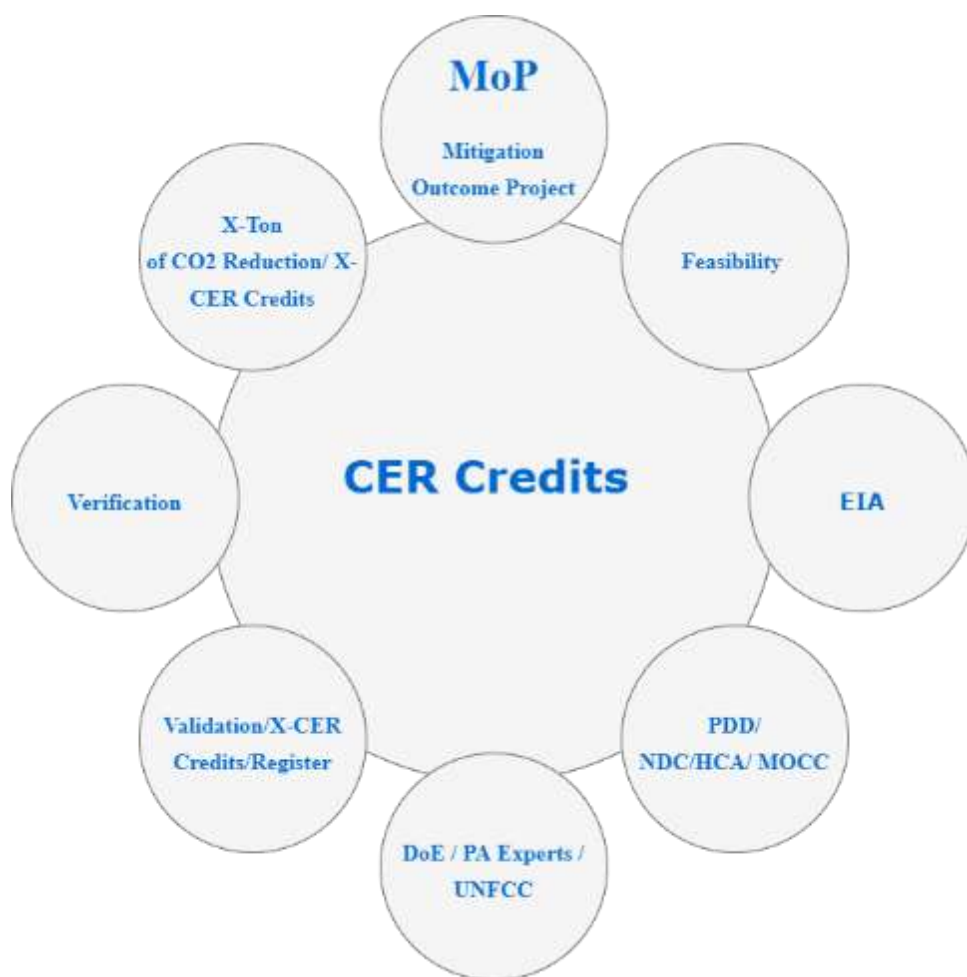 MoP
Mitigation
Outcome Project
Feasibility
EIA
PDD/
NDC/HCA/ MOCC
DoE / PA Experts /
UNFCC
Validation/X-CER
Credits/Register
Verification
X-Ton
of CO2 Reduction/ X-
CER Credits
CER Credits